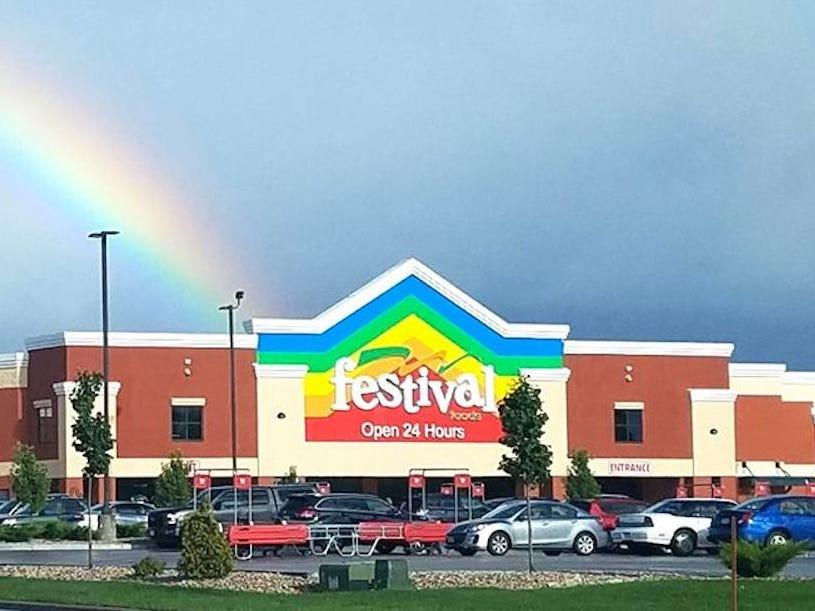 festival
foods
Open 24 Hours
ENTRANCE